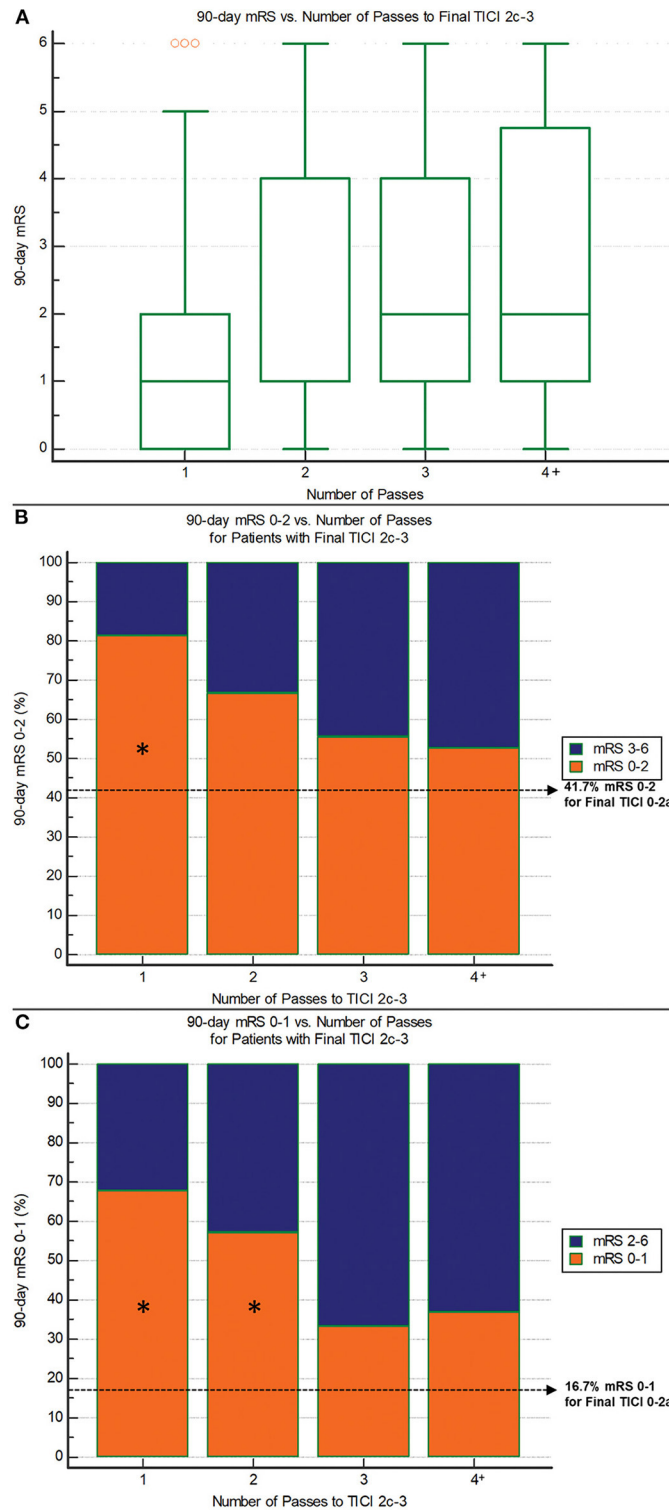 A
90-day mRS vs. Number of Passes to Final TICI 2c-3
6
5
4
3
2
1
0
90-day mRS
1 2 3 4+
Number of Passes
B
90-day mRS 0-2 vs. Number of Passes
for Patients with Final TICI 2c-3
100
90
80
70
60
50
40
30
20
10
0
90-day mRS 0-2 (%)
*
mRS 3-6
mRS 0-2
41.7% mRS 0-2
for Final TICI 0-2a
1 2 3 4+
Number of Passes to TICI 2c-3
C
90-day mRS 0-1 vs. Number of Passes
for Patients with Final TICI 2c-3
100
90
80
70
60
50
40
30
20
10
0
90-day mRS 0-1 (%)
* *
mRS 2-6
mRS 0-1
16.7% mRS 0-1
for Final TICI 0-2a
1 2 3 4+
Number of Passes to TICI 2c-3